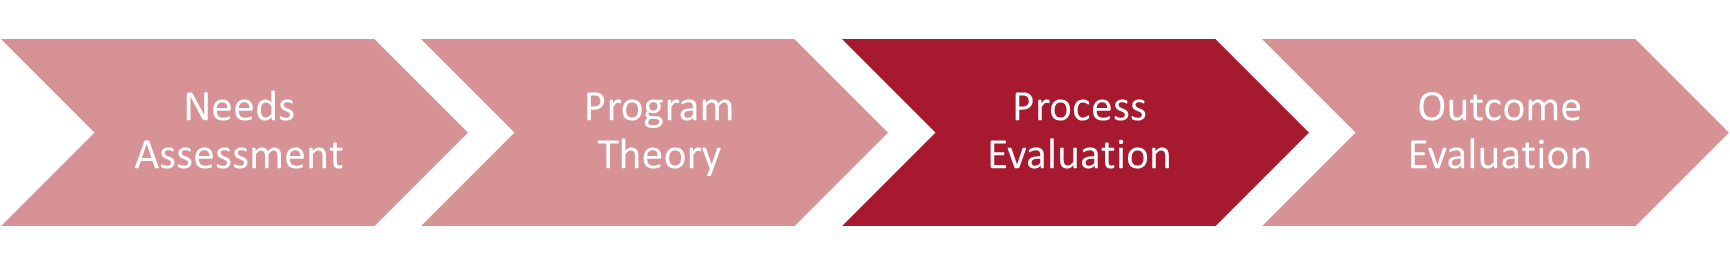 Needs
Assessment
Program
Theory
Process
Evaluation
Outcome
Evaluation